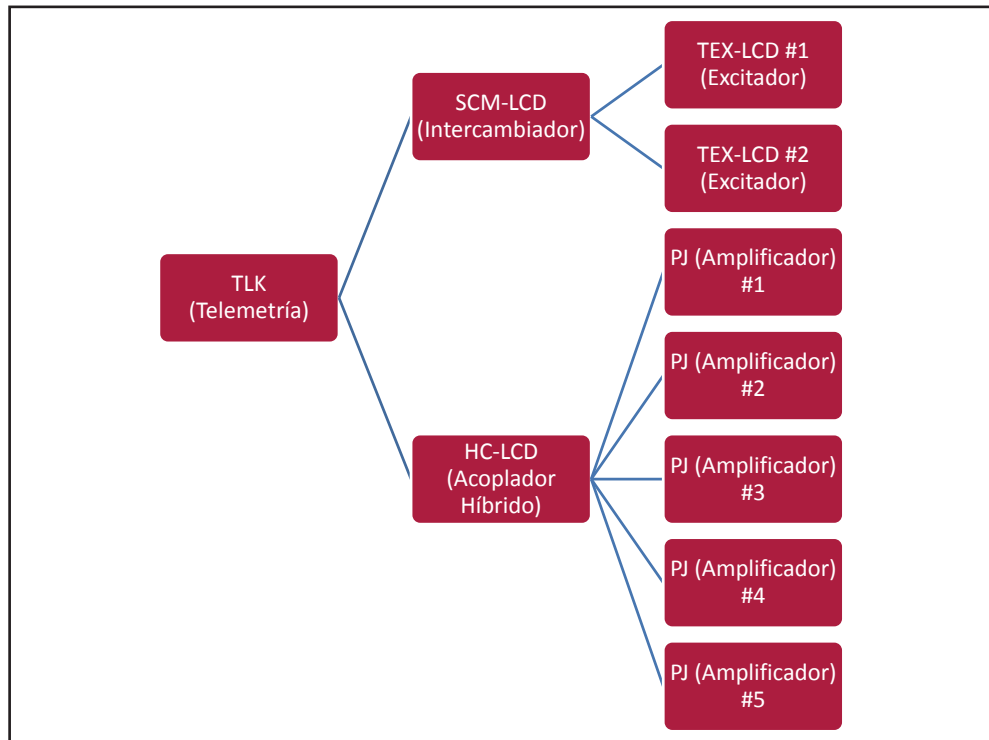 TLK
(Telemetría)
SCM-LCD
(Intercambiador)
TEX-LCD #1
(Excitador)
TEX-LCD #2
(Excitador)
HC-LCD
(Acoplador
Híbrido)
PJ (Amplificador)
#1
PJ (Amplificador)
#2
PJ (Amplificador)
#3
PJ (Amplificador)
#4
PJ (Amplificador)
#5